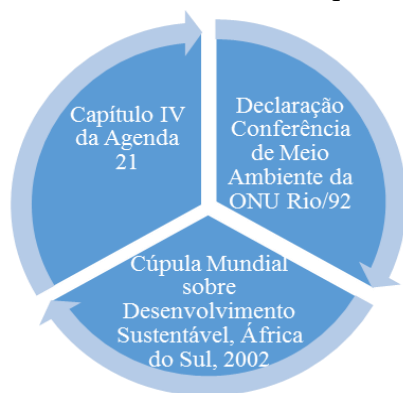 Capítulo IV
da Agenda
21
Declaração
Conferência
de Meio
Ambiente da
ONU Rio/92
Cúpula Mundial
sobre
Desenvolvimento
Sustentável, África
do Sul, 2002